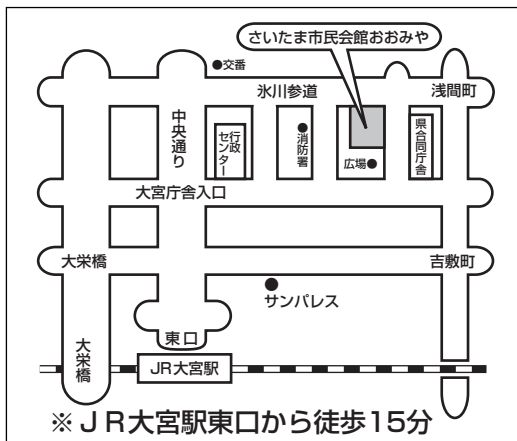 さいたま市民会館おおみや
●交番
氷川参道
浅間町
中央通り
行政
センター
●消防署
広場●
県合同庁舎
大宮庁舎入口
大栄橋
吉敷町
サンパレス
東口
大栄橋
JR大宮駅
※ＪＲ大宮駅東口から徒歩15分